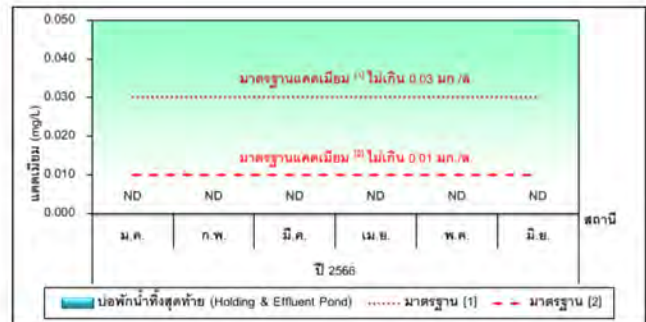 แคดเมียม (mg/L)
0.050
0.040
มาตรฐานแคดเมียม [1] ไม่เกิน 0.03 มก./ล.
0.030
0.020
มาตรฐานแคดเมียม [2] ไม่เกิน 0.01 มก./ล.
0.010
ND ND ND ND ND ND
0.000
สถานี
ม.ค. ก.พ. มี.ค. เม.ย. พ.ค. มิ.ย.
ปี 2566
บ่อพักน้ำทิ้งสุดท้าย (Holding & Effluent Pond) มาตรฐาน [1] มาตรฐาน [2]